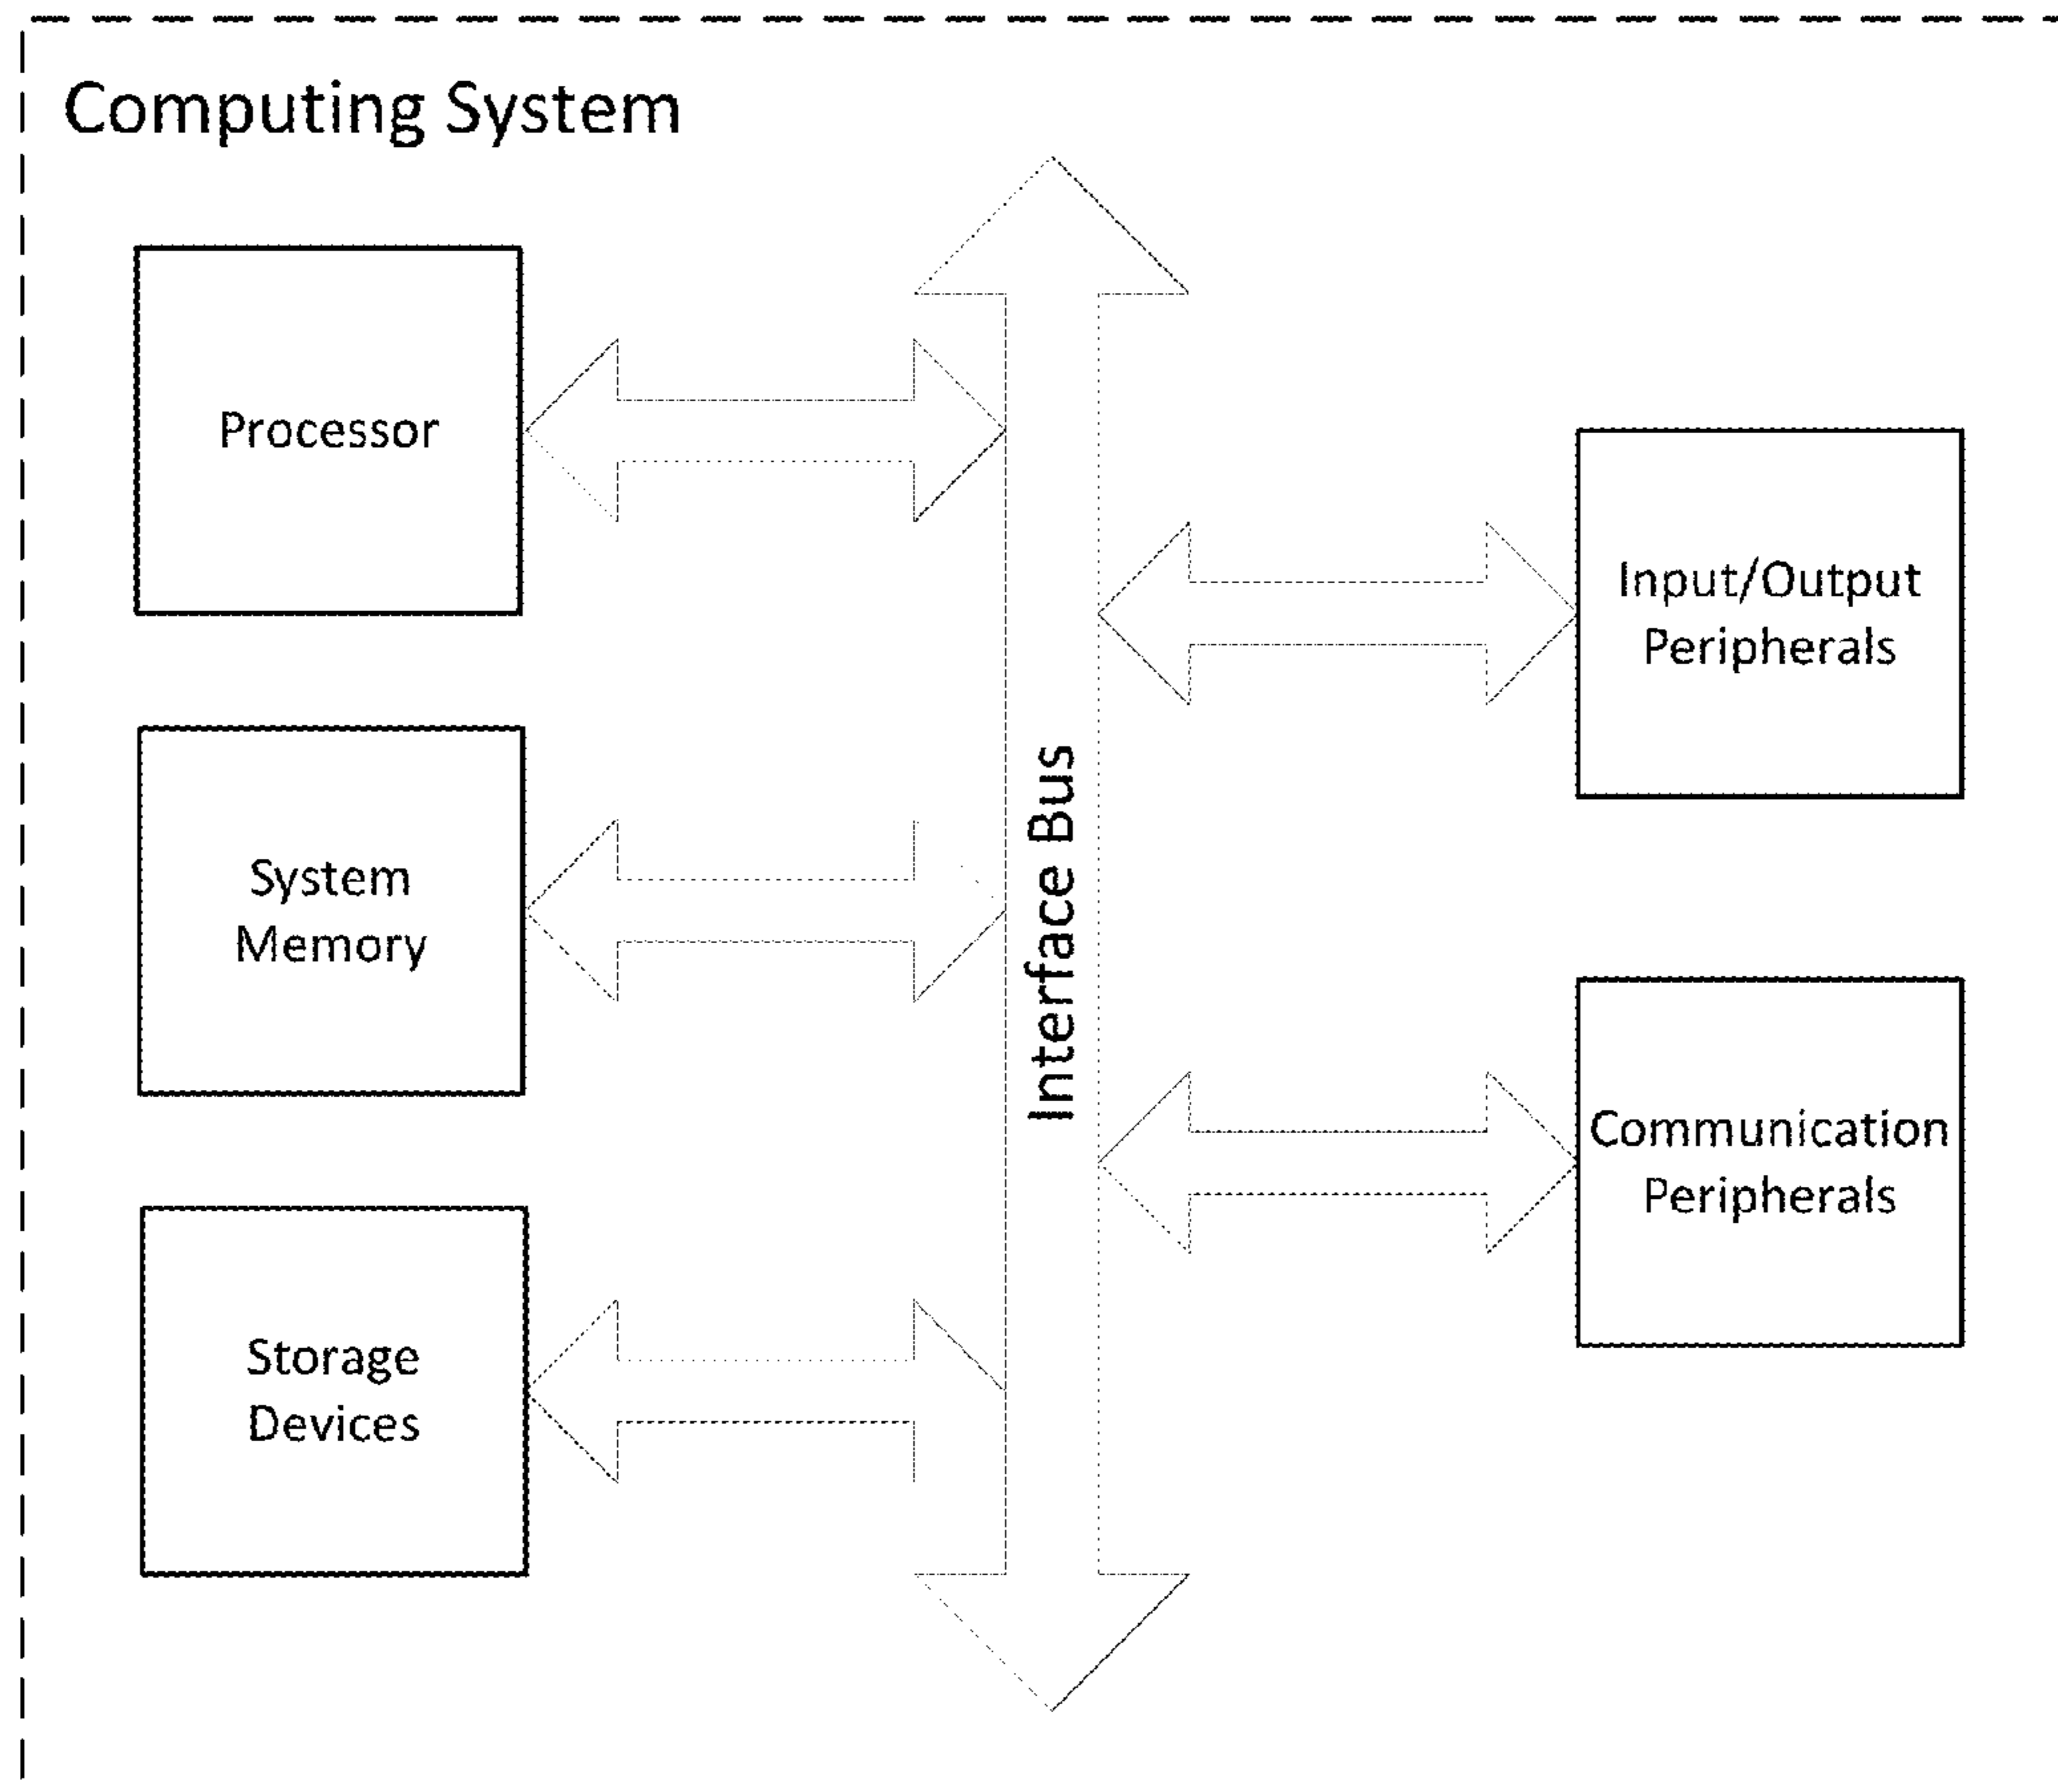 Computing System
Processor
System
Memory
Storage
Devices
Interface Bus
Input/Output
Peripherals
Communication
Peripherals